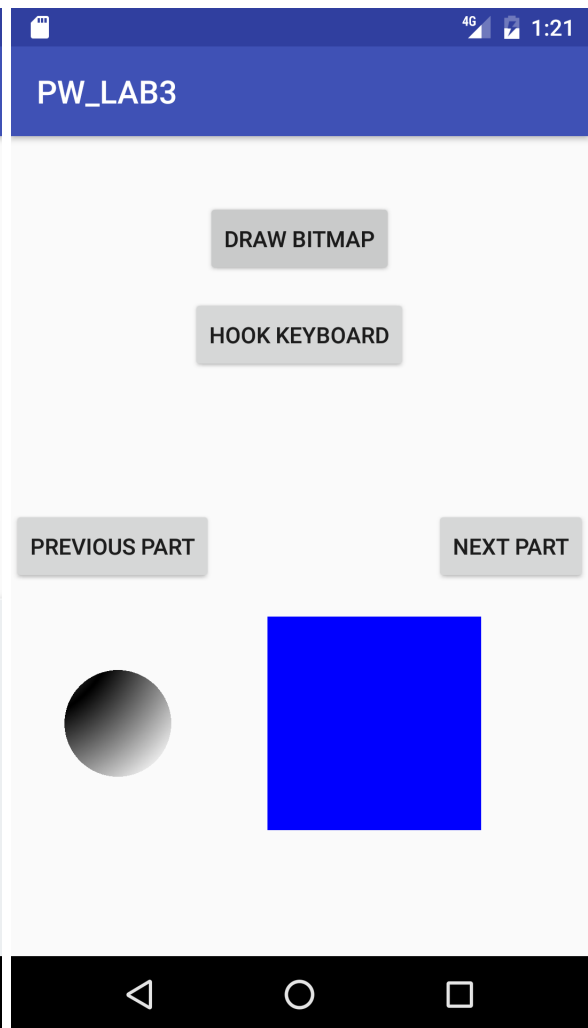 4G 1:21
PW_LAB3
DRAW BITMAP
HOOK KEYBOARD
PREVIOUS PART NEXT PART